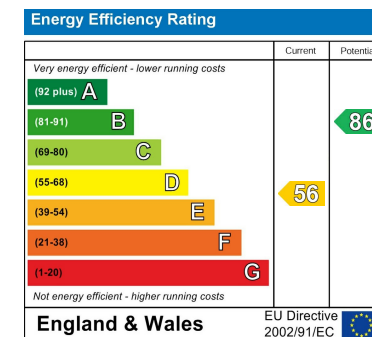 Energy Efficiency Rating
Current Potentia
Very energy efficient - lower running costs
(92 plus) A
(81-91) B
(69-80) C
(55-68) D
(39-54) E
(21-38) F
(1-20) G
56
86
Not energy efficient - higher running costs
England & Wales
EU Directive
2002/91/EC